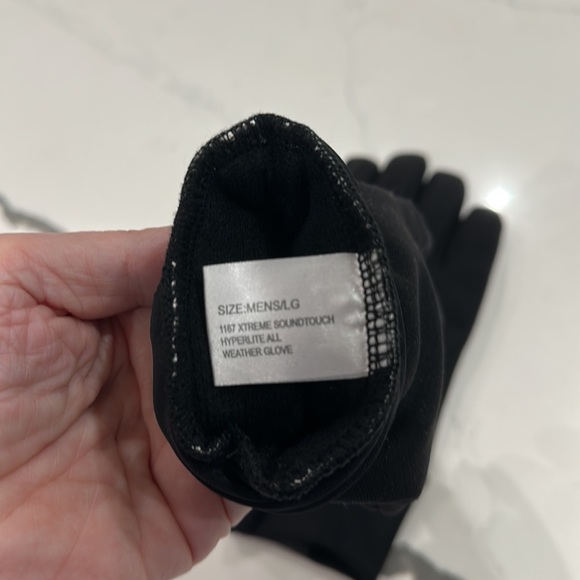 SIZE:MENS/LG
1167 XTREME SOUNDTOUCH
HYPERLITE ALL
WEATHER GLOVE